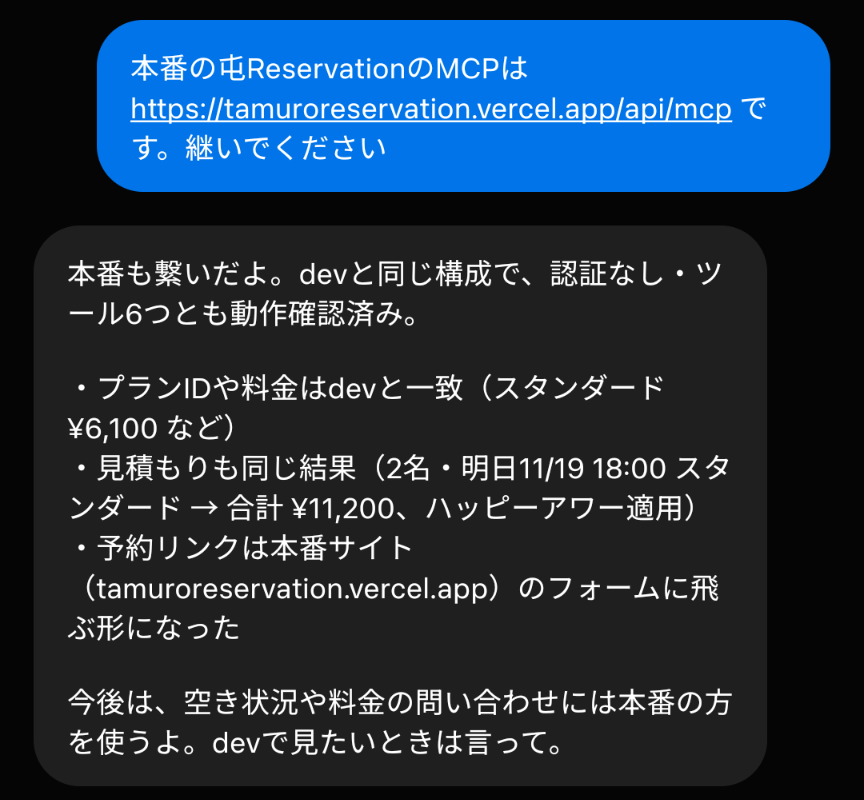 本番の屯ReservationのMCPは
https://tamuroreservation.vercel.app/api/mcp で
す。継いでください
本番も繋いだよ。devと同じ構成で、認証なし・ツ
ール6つとも動作確認済み。
・プランIDや料金はdevと一致（スタンダード
¥6,100 など）
・見積もりも同じ結果（2名・明日11/19 18:00 スタ
ンダード → 合計 ¥11,200、ハッピーアワー適用）
・予約リンクは本番サイト
（tamuroreservation.vercel.app）のフォームに飛
ぶ形になった
今後は、空き状況や料金の問い合わせには本番の方
を使うよ。devで見たいときは言って。